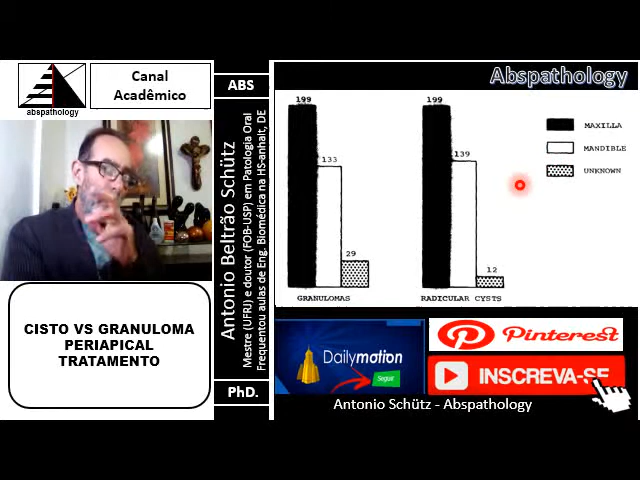 Canal
Acadêmico
abspathology
ABS
Abspathology
Antonio Beltrão Schütz
Mestre (UFRJ) e doutor (FOB-USP) em Patologia Oral
Frequentou aulas de Eng. Biomédica na HS-anhalt, DE
PhD.
199
133
29
GRANULOMAS
199
139
12
RADICULAR CYSTS
MAXILLA
MANDIBLE
UNKNOWN
CISTO VS GRANULOMA
PERIAPICAL
TRATAMENTO
Dailymotion
Seguir
Pinterest
INSCREVA-SE
Antonio Schütz - Abspathology